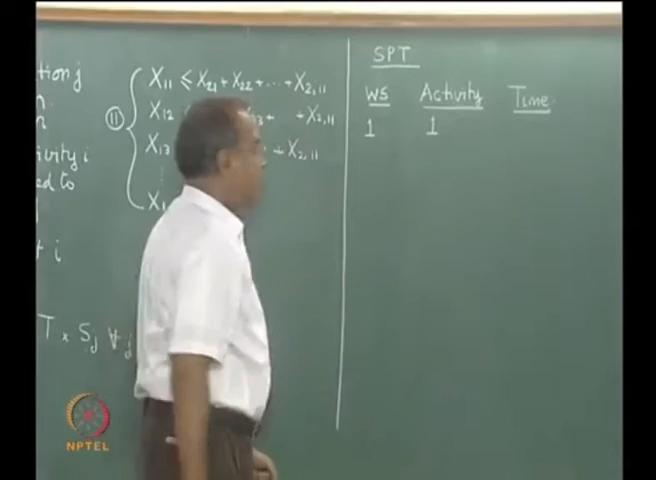 tion j
n
vity i
ed to
i
T × Sj ∀j
11
X11 ≤ X21 + X22 + ... + X2,11
X12 + X2,11
X13 + X2,11
X1
SPT
WS Activity Time
1 1
NPTEL